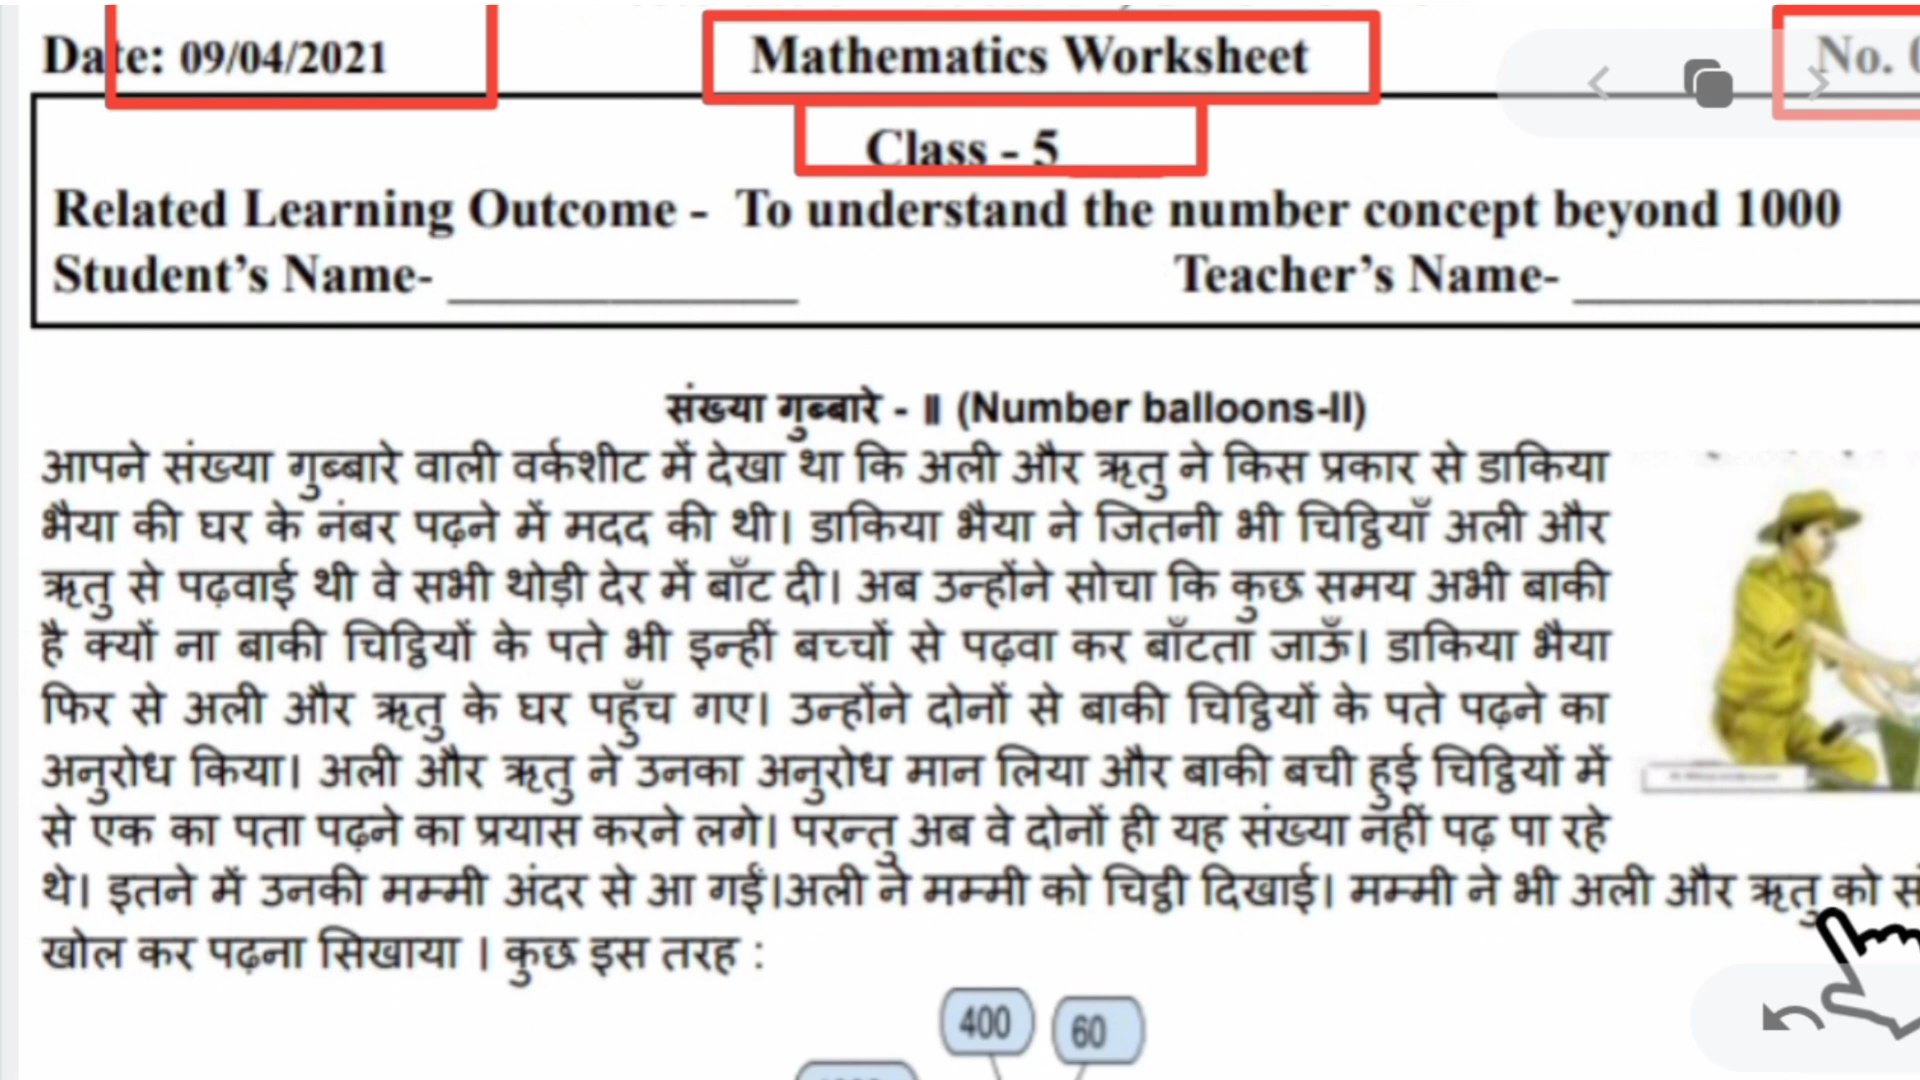 Date: 09/04/2021
Mathematics Worksheet
No.
Class - 5
Related Learning Outcome - To understand the number concept beyond 1000
Student’s Name- ______________
Teacher’s Name- ______________
संख्या गुब्बारे - II (Number balloons-II)
आपने संख्या गुब्बारे वाली वर्कशीट में देखा था कि अली और ऋतु ने किस प्रकार से डाकिया
भैया की घर के नंबर पढ़ने में मदद की थी। डाकिया भैया ने जितनी भी चिट्ठियाँ अली और
ऋतु से पढ़वाई थी वे सभी थोड़ी देर में बाँट दी। अब उन्होंने सोचा कि कुछ समय अभी बाकी
है क्यों ना बाकी चिट्ठियों के पते भी इन्हीं बच्चों से पढ़वा कर बाँटता जाऊँ। डाकिया भैया
फिर से अली और ऋतु के घर पहुँच गए। उन्होंने दोनों से बाकी चिट्ठियों के पते पढ़ने का
अनुरोध किया। अली और ऋतु ने उनका अनुरोध मान लिया और बाकी बची हुई चिट्ठियों में
से एक का पता पढ़ने का प्रयास करने लगे। परन्तु अब वे दोनों ही यह संख्या नहीं पढ़ पा रहे
थे। इतने में उनकी मम्मी अंदर से आ गईं।अली ने मम्मी को चिट्ठी दिखाई। मम्मी ने भी अली और ऋतु को
खोल कर पढ़ना सिखाया । कुछ इस तरह :
400
60